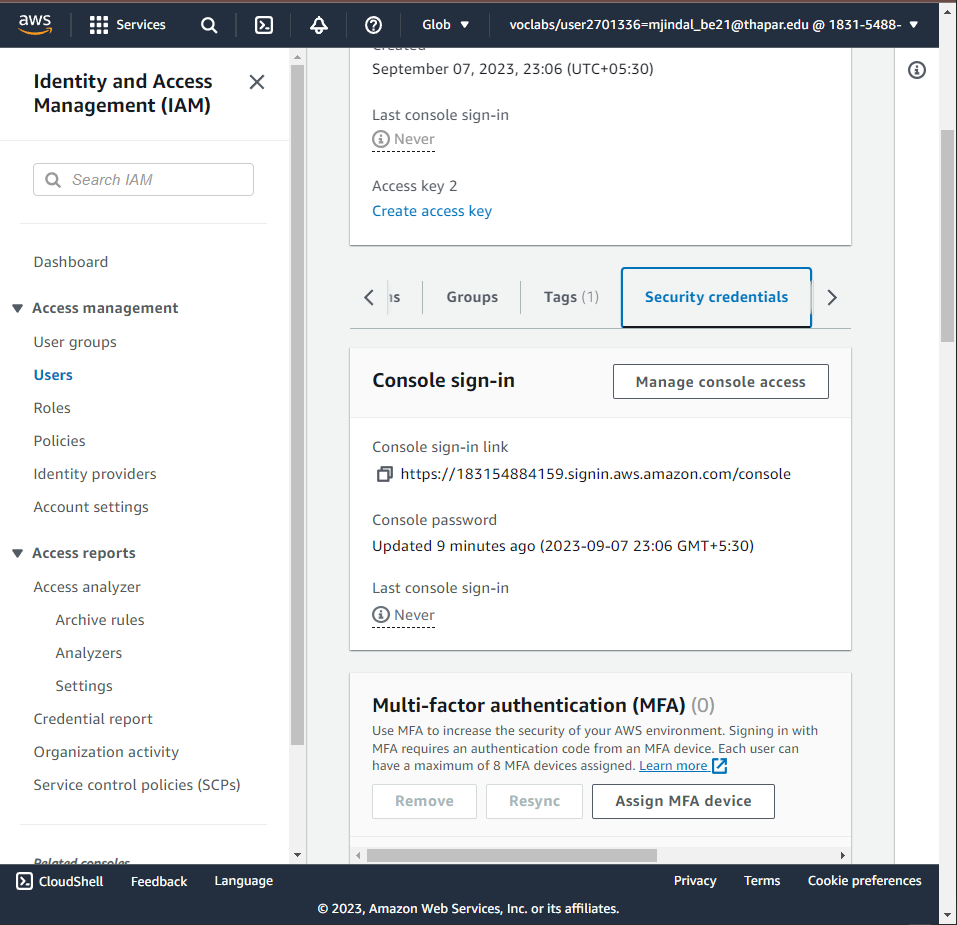 aws
Services
Glob
voclabs/user2701336=mjindal_be21@thapar.edu @ 1831-5488-
Identity and Access
Management (IAM)
Search IAM
Dashboard
Access management
User groups
Users
Roles
Policies
Identity providers
Account settings
Access reports
Access analyzer
Archive rules
Analyzers
Settings
Credential report
Organization activity
Service control policies (SCPs)
Related consoles
Created
September 07, 2023, 23:06 (UTC+05:30)
Last console sign-in
Never
Access key 2
Create access key
Groups
Tags (1)
Security credentials
Console sign-in
Manage console access
Console sign-in link
https://183154884159.signin.aws.amazon.com/console
Console password
Updated 9 minutes ago (2023-09-07 23:06 GMT+5:30)
Last console sign-in
Never
Multi-factor authentication (MFA) (0)
Use MFA to increase the security of your AWS environment. Signing in with
MFA requires an authentication code from an MFA device. Each user can
have a maximum of 8 MFA devices assigned. Learn more
Remove
Resync
Assign MFA device
CloudShell
Feedback
Language
Privacy
Terms
Cookie preferences
© 2023, Amazon Web Services, Inc. or its affiliates.